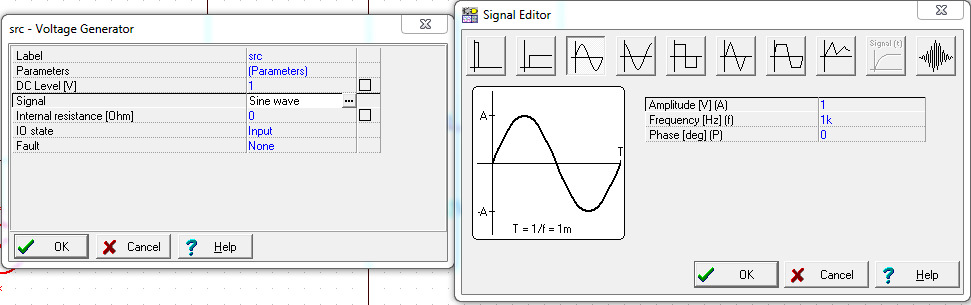 src - Voltage Generator
Label src
Parameters (Parameters)
DC Level [V] 1
Signal Sine wave ...
Internal resistance [Ohm] 0
IO state Input
Fault None
OK Cancel ? Help
Signal Editor
Signal (t)
A
T
-A
T = 1/f = 1m
Amplitude [V] (A) 1
Frequency [Hz] (f) 1k
Phase [deg] (P) 0
OK Cancel ? Help